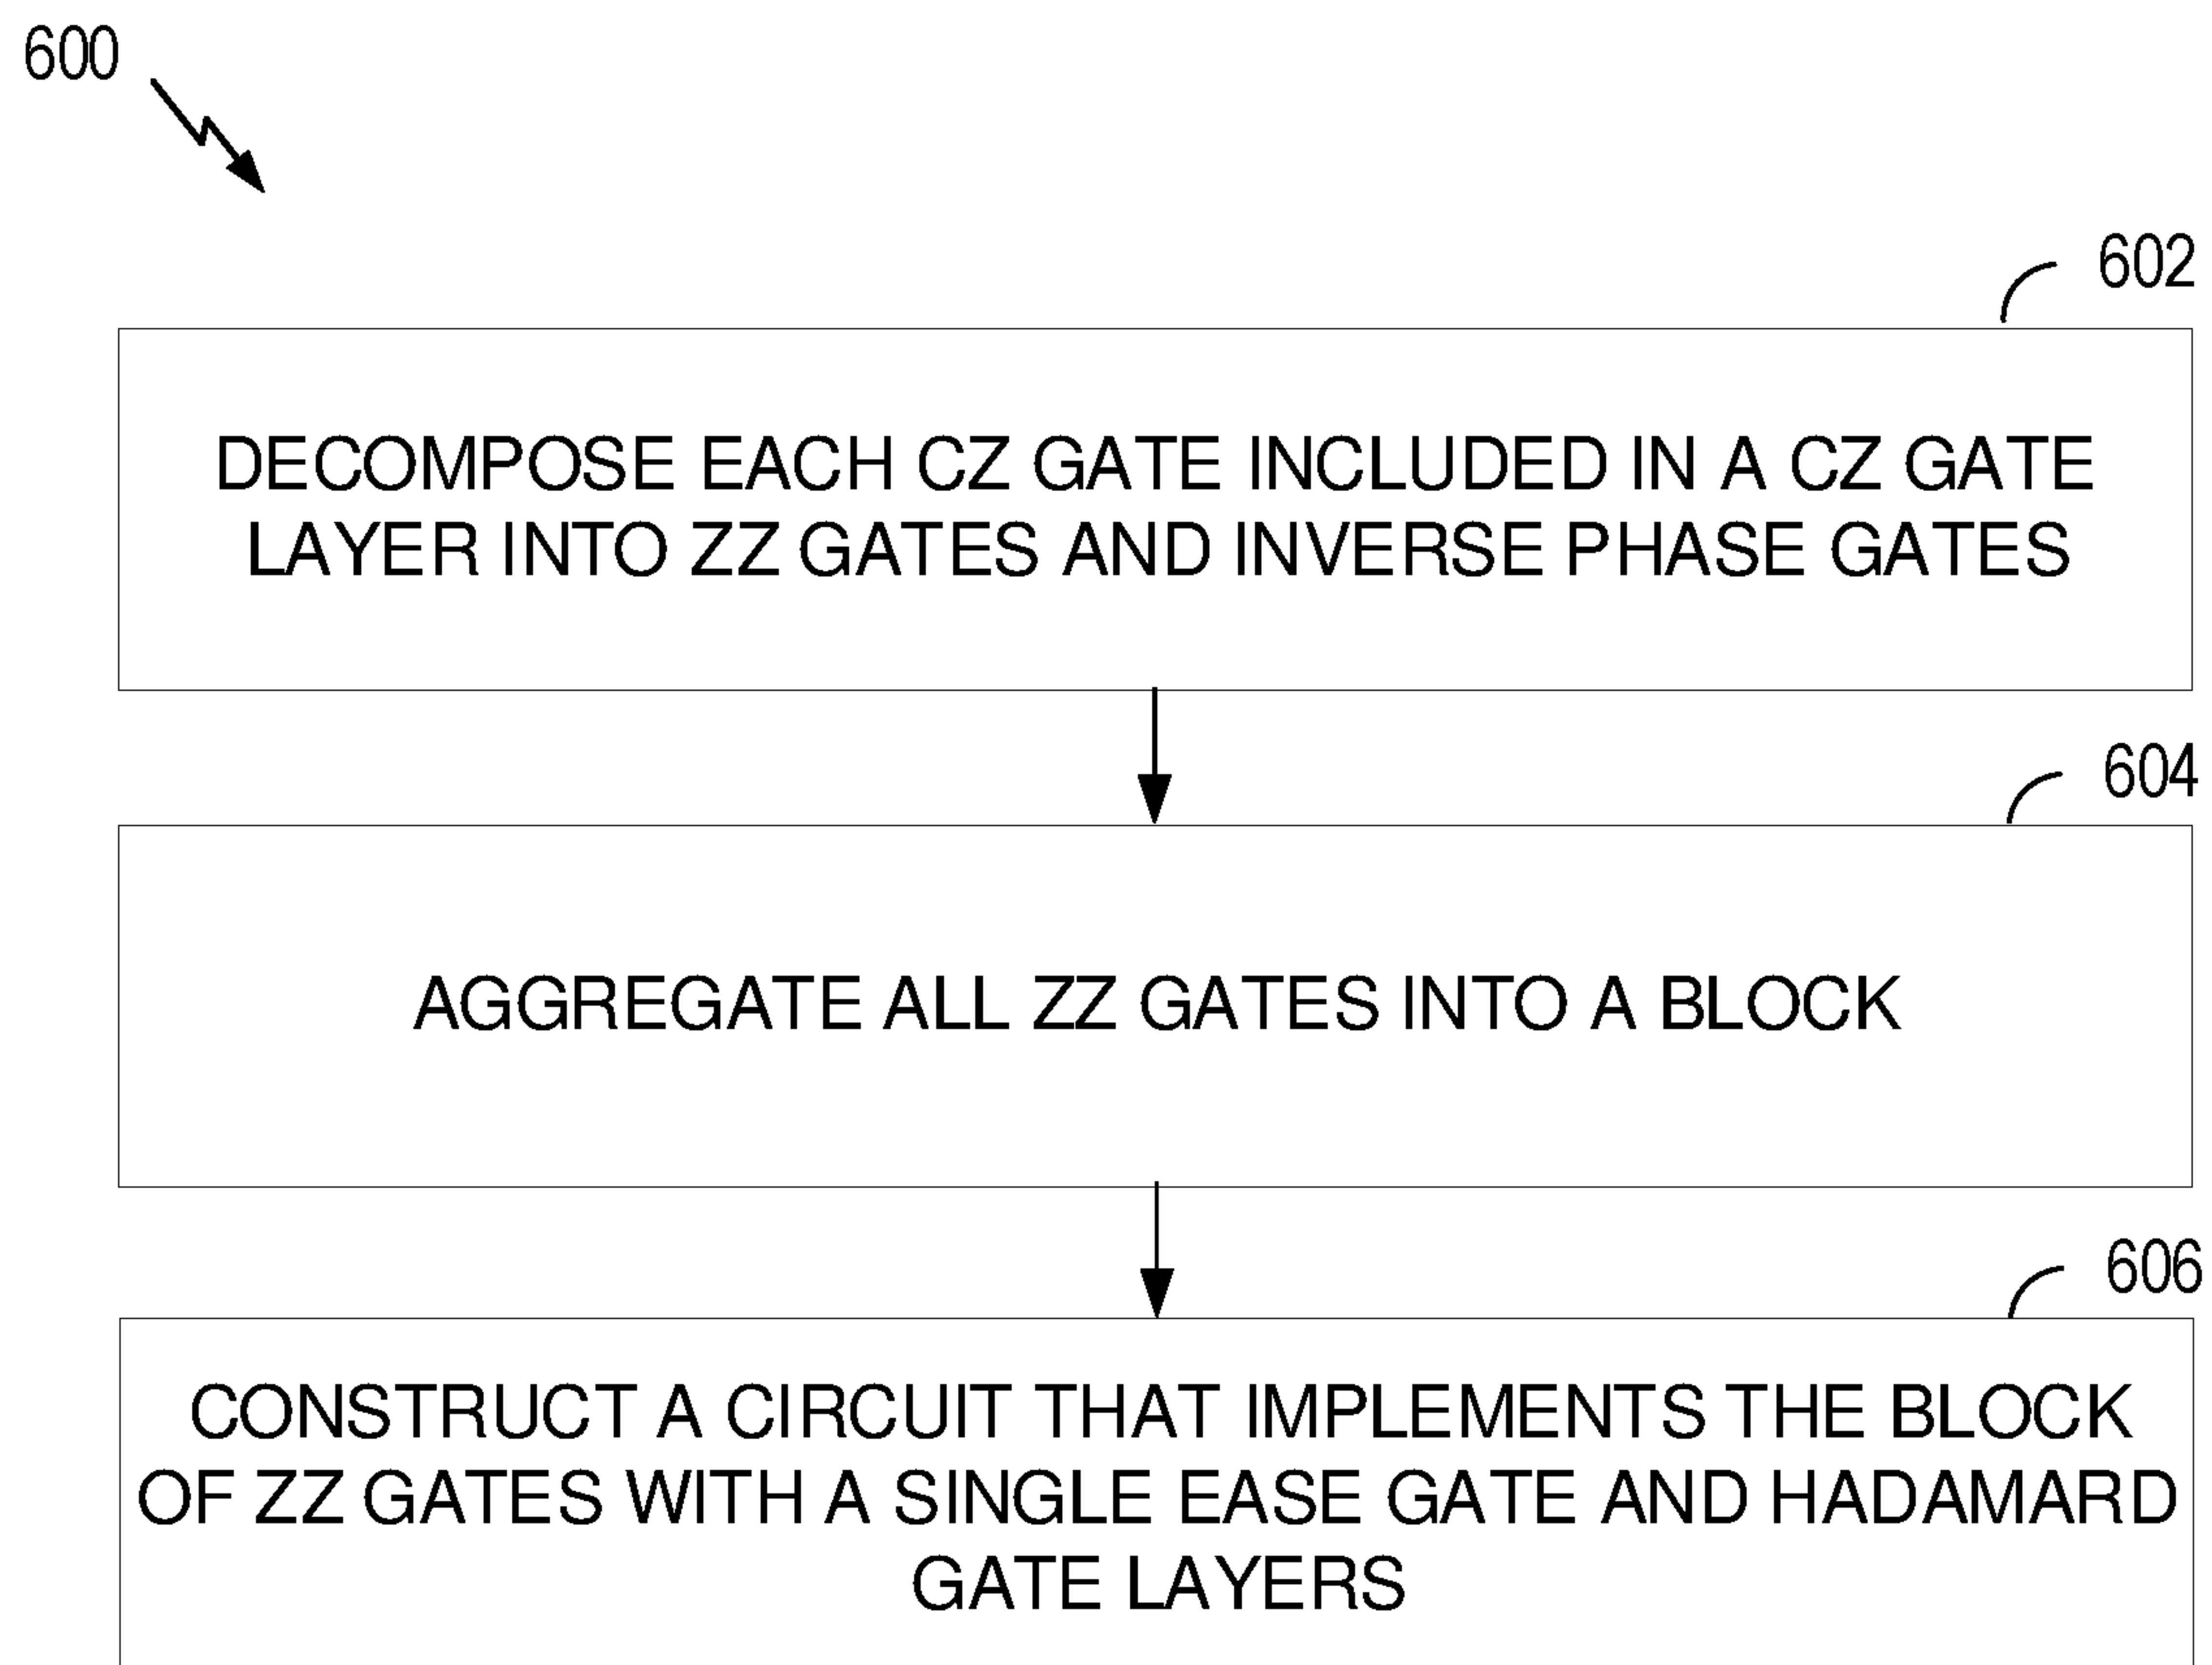 600
602
DECOMPOSE EACH CZ GATE INCLUDED IN A CZ GATE
LAYER INTO ZZ GATES AND INVERSE PHASE GATES
604
AGGREGATE ALL ZZ GATES INTO A BLOCK
606
CONSTRUCT A CIRCUIT THAT IMPLEMENTS THE BLOCK
OF ZZ GATES WITH A SINGLE EASE GATE AND HADAMARD
GATE LAYERS